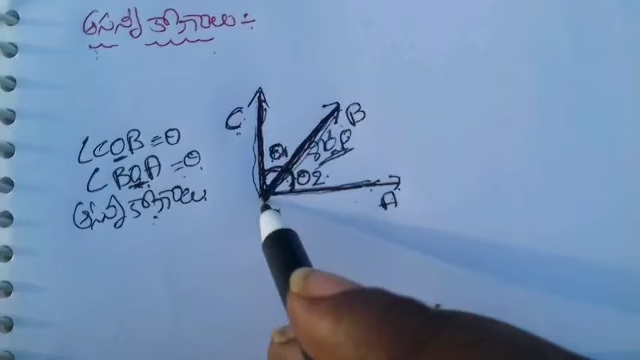 ఆసన్న కోణాలు :-
C
B
∠COB = θ
θ1
∠BOA = θ
θ2
A
ఆసన్న కోణాలు